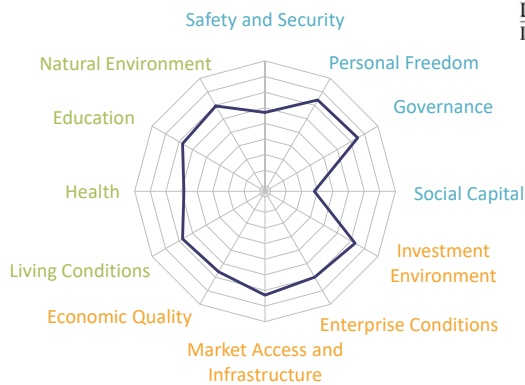 Safety and Security
Natural Environment
Personal Freedom
Education
Governance
Health
Social Capital
Investment
Environment
Living Conditions
Economic Quality
Enterprise Conditions
Market Access and
Infrastructure